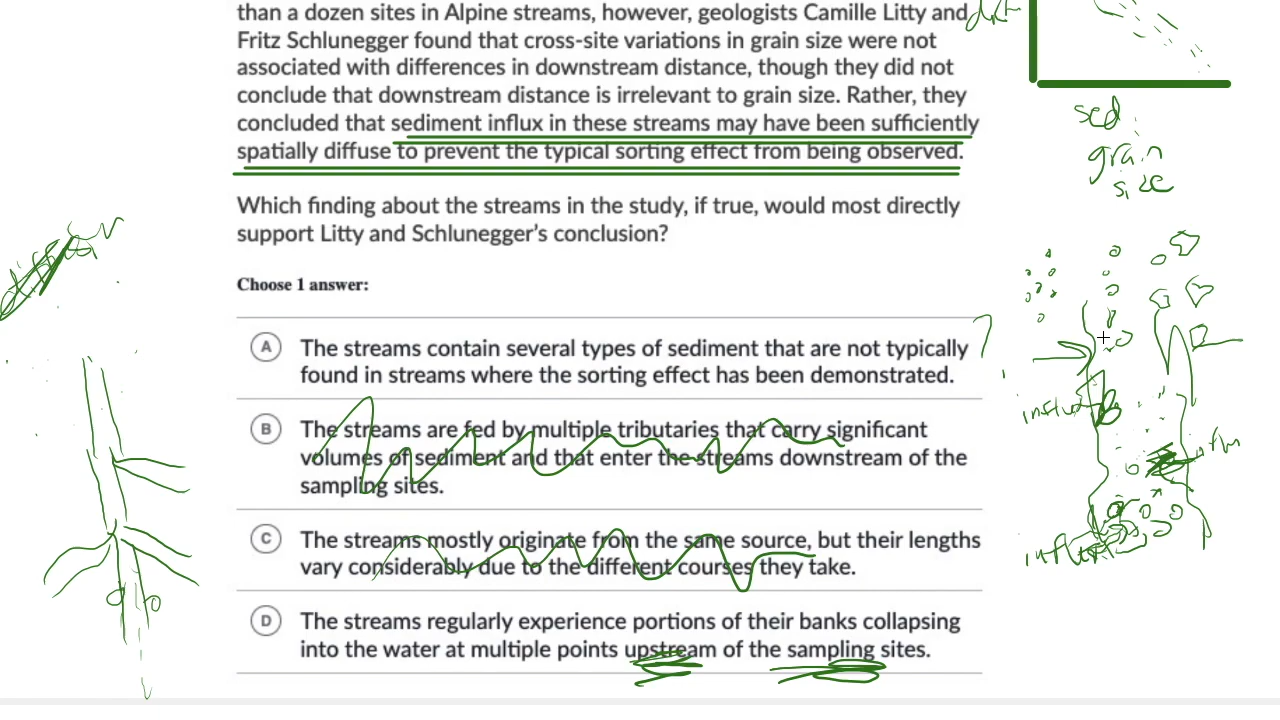 than a dozen sites in Alpine streams, however, geologists Camille Litty and
Fritz Schlunegger found that cross-site variations in grain size were not
associated with differences in downstream distance, though they did not
conclude that downstream distance is irrelevant to grain size. Rather, they
concluded that sediment influx in these streams may have been sufficiently
spatially diffuse to prevent the typical sorting effect from being observed.
sed
grain
size
Which finding about the streams in the study, if true, would most directly
support Litty and Schlunegger's conclusion?
Choose 1 answer:
A The streams contain several types of sediment that are not typically
found in streams where the sorting effect has been demonstrated.
?
B The streams are fed by multiple tributaries that carry significant
volumes of sediment and that enter the streams downstream of the
sampling sites.
C The streams mostly originate from the same source, but their lengths
vary considerably due to the different courses they take.
D The streams regularly experience portions of their banks collapsing
into the water at multiple points upstream of the sampling sites.